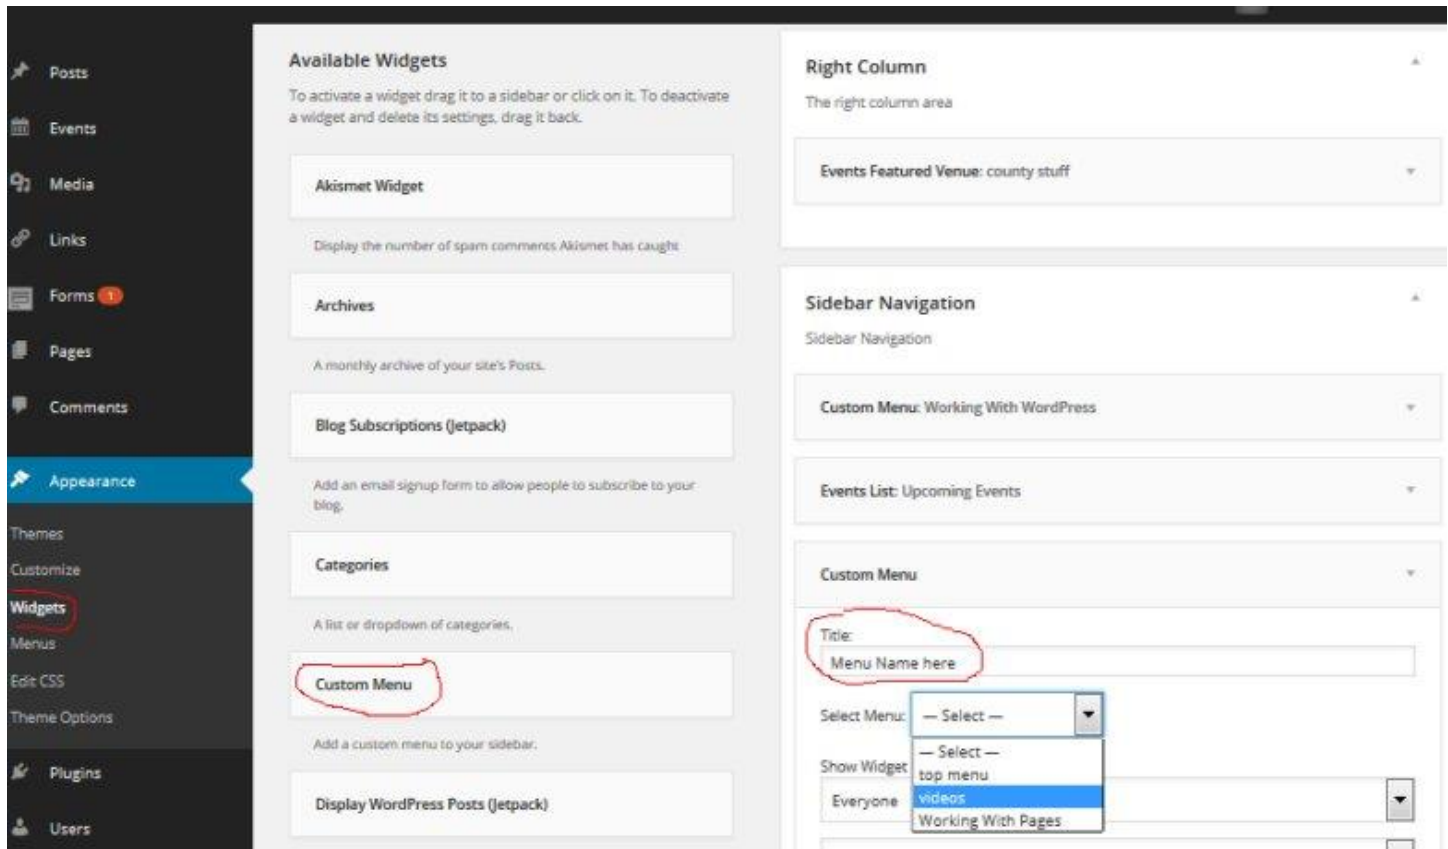 Posts
Events
Media
Links
Forms 1
Pages
Comments
Appearance
Themes
Customize
Widgets
Menus
Edit CSS
Theme Options
Plugins
Users
Available Widgets
To activate a widget drag it to a sidebar or click on it. To deactivate
a widget and delete its settings, drag it back.
Akismet Widget
Display the number of spam comments Akismet has caught
Archives
A monthly archive of your site's Posts.
Blog Subscriptions (Jetpack)
Add an email signup form to allow people to subscribe to your
blog.
Categories
A list or dropdown of categories.
Custom Menu
Add a custom menu to your sidebar.
Display WordPress Posts (Jetpack)
Right Column
The right column area
Events Featured Venue: county stuff
Sidebar Navigation
Sidebar Navigation
Custom Menu: Working With WordPress
Events List: Upcoming Events
Custom Menu
Title:
Menu Name here
Select Menu: — Select —
— Select —
top menu
videos
Working With Pages
Show Widget
Everyone